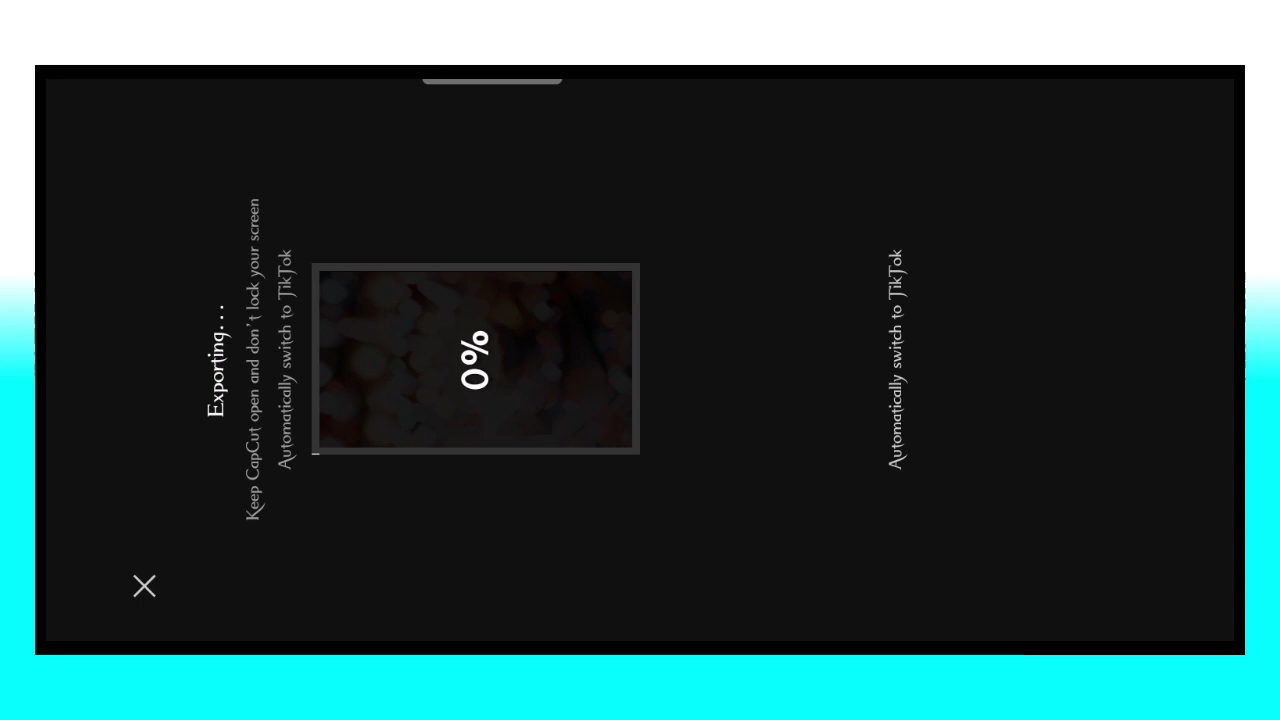 Exporting...
Keep CapCut open and don't lock your screen
Automatically switch to TikTok
0%
Automatically switch to TikTok